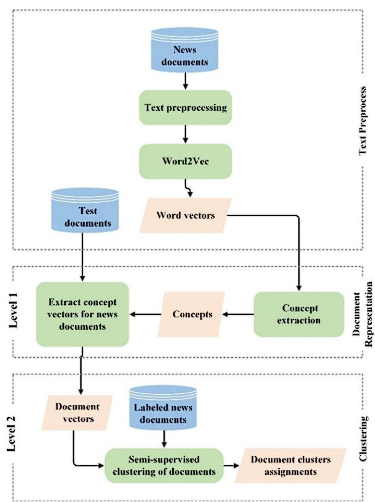 News
documents
Text preprocessing
Word2Vec
Word vectors
Test
documents
Text Preprocess
Level 1
Extract concept
vectors for news
documents
Concepts
Concept
extraction
Document
Representation
Level 2
Document
vectors
Labeled news
documents
Semi-supervised
clustering of documents
Document clusters
assignments
Clustering